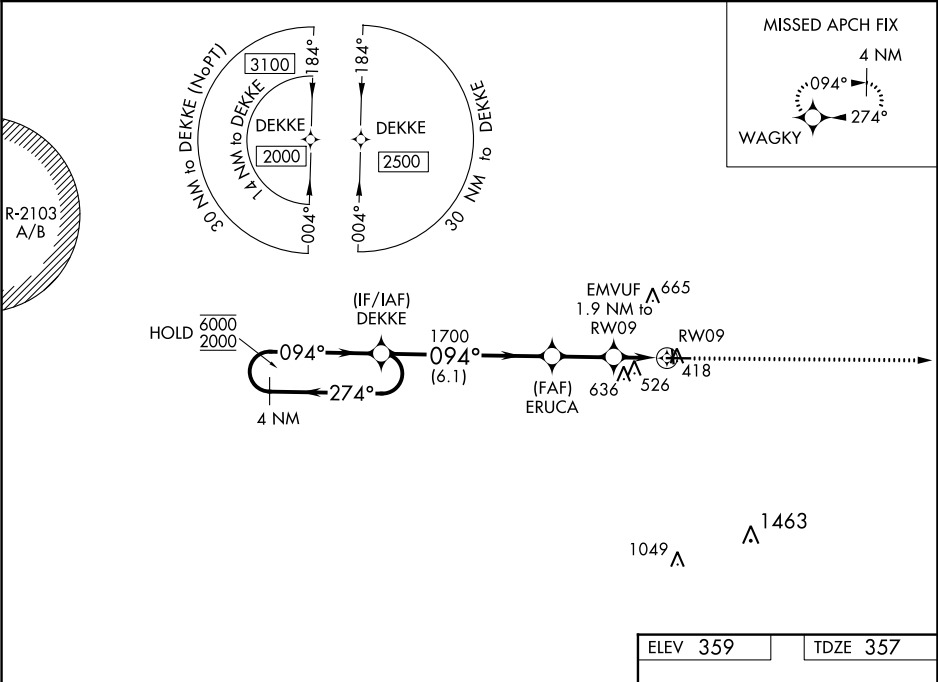 MISSED APCH FIX
4 NM
094°
274°
WAGKY
30 NM to DEKKE (NoPT)
3100
184°
14 NM to DEKKE
DEKKE
2000
004°
184°
DEKKE
2500
004°
30 NM to DEKKE
R-2103
A/B
HOLD 6000
2000
(IF/IAF)
DEKKE
094°
274°
4 NM
1700
094°
(6.1)
(FAF)
ERUCA
EMVUF
1.9 NM to
RW09
665
RW09
418
636
526
1463
1049
ELEV 359
TDZE 357